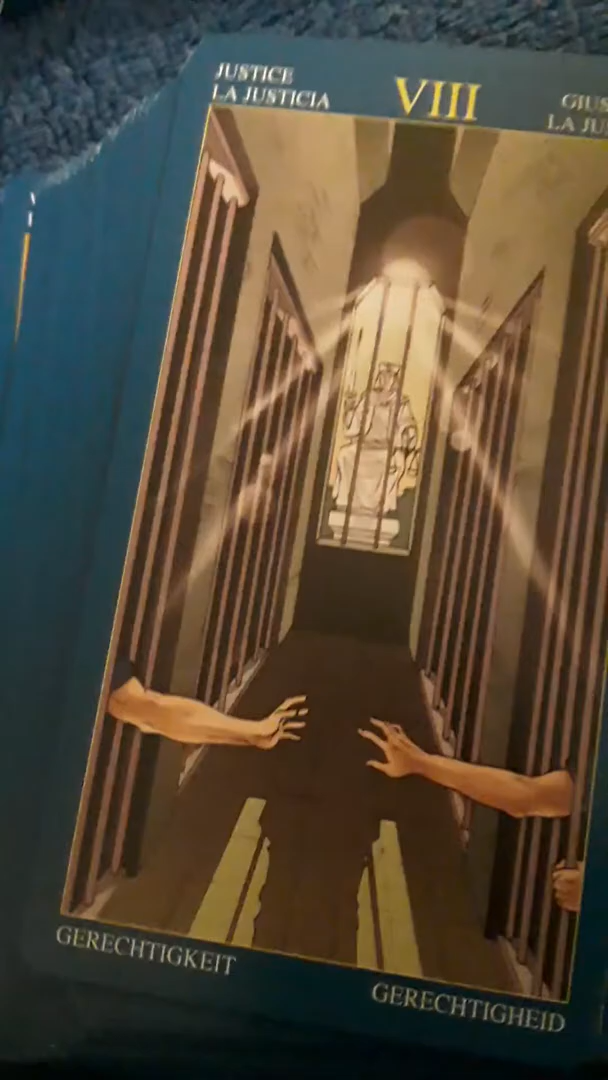 JUSTICE
LA JUSTICIA
VIII
GIUS
LA JU
GERECHTIGKEIT
GERECHTIGHEID